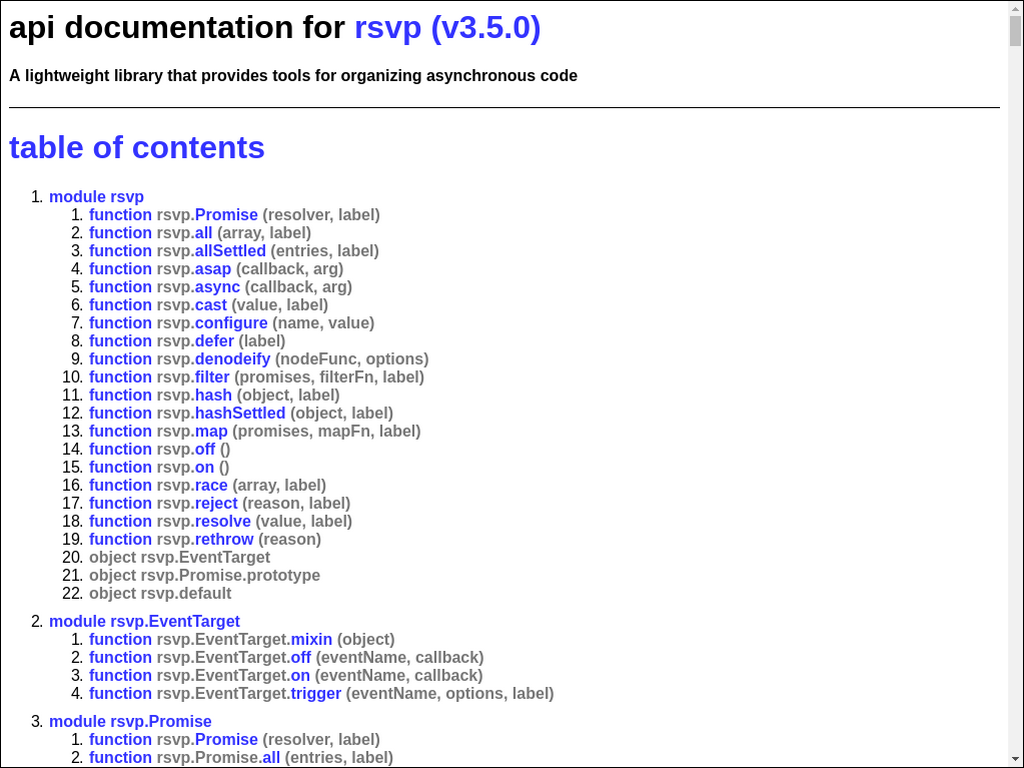 api documentation for rsvp (v3.5.0)
A lightweight library that provides tools for organizing asynchronous code
table of contents
1. module rsvp
1. function rsvp.Promise (resolver, label)
2. function rsvp.all (array, label)
3. function rsvp.allSettled (entries, label)
4. function rsvp.asap (callback, arg)
5. function rsvp.async (callback, arg)
6. function rsvp.cast (value, label)
7. function rsvp.configure (name, value)
8. function rsvp.defer (label)
9. function rsvp.denodeify (nodeFunc, options)
10. function rsvp.filter (promises, filterFn, label)
11. function rsvp.hash (object, label)
12. function rsvp.hashSettled (object, label)
13. function rsvp.map (promises, mapFn, label)
14. function rsvp.off ()
15. function rsvp.on ()
16. function rsvp.race (array, label)
17. function rsvp.reject (reason, label)
18. function rsvp.resolve (value, label)
19. function rsvp.rethrow (reason)
20. object rsvp.EventTarget
21. object rsvp.Promise.prototype
22. object rsvp.default
2. module rsvp.EventTarget
1. function rsvp.EventTarget.mixin (object)
2. function rsvp.EventTarget.off (eventName, callback)
3. function rsvp.EventTarget.on (eventName, callback)
4. function rsvp.EventTarget.trigger (eventName, options, label)
3. module rsvp.Promise
1. function rsvp.Promise (resolver, label)
2. function rsvp.Promise.all (entries, label)